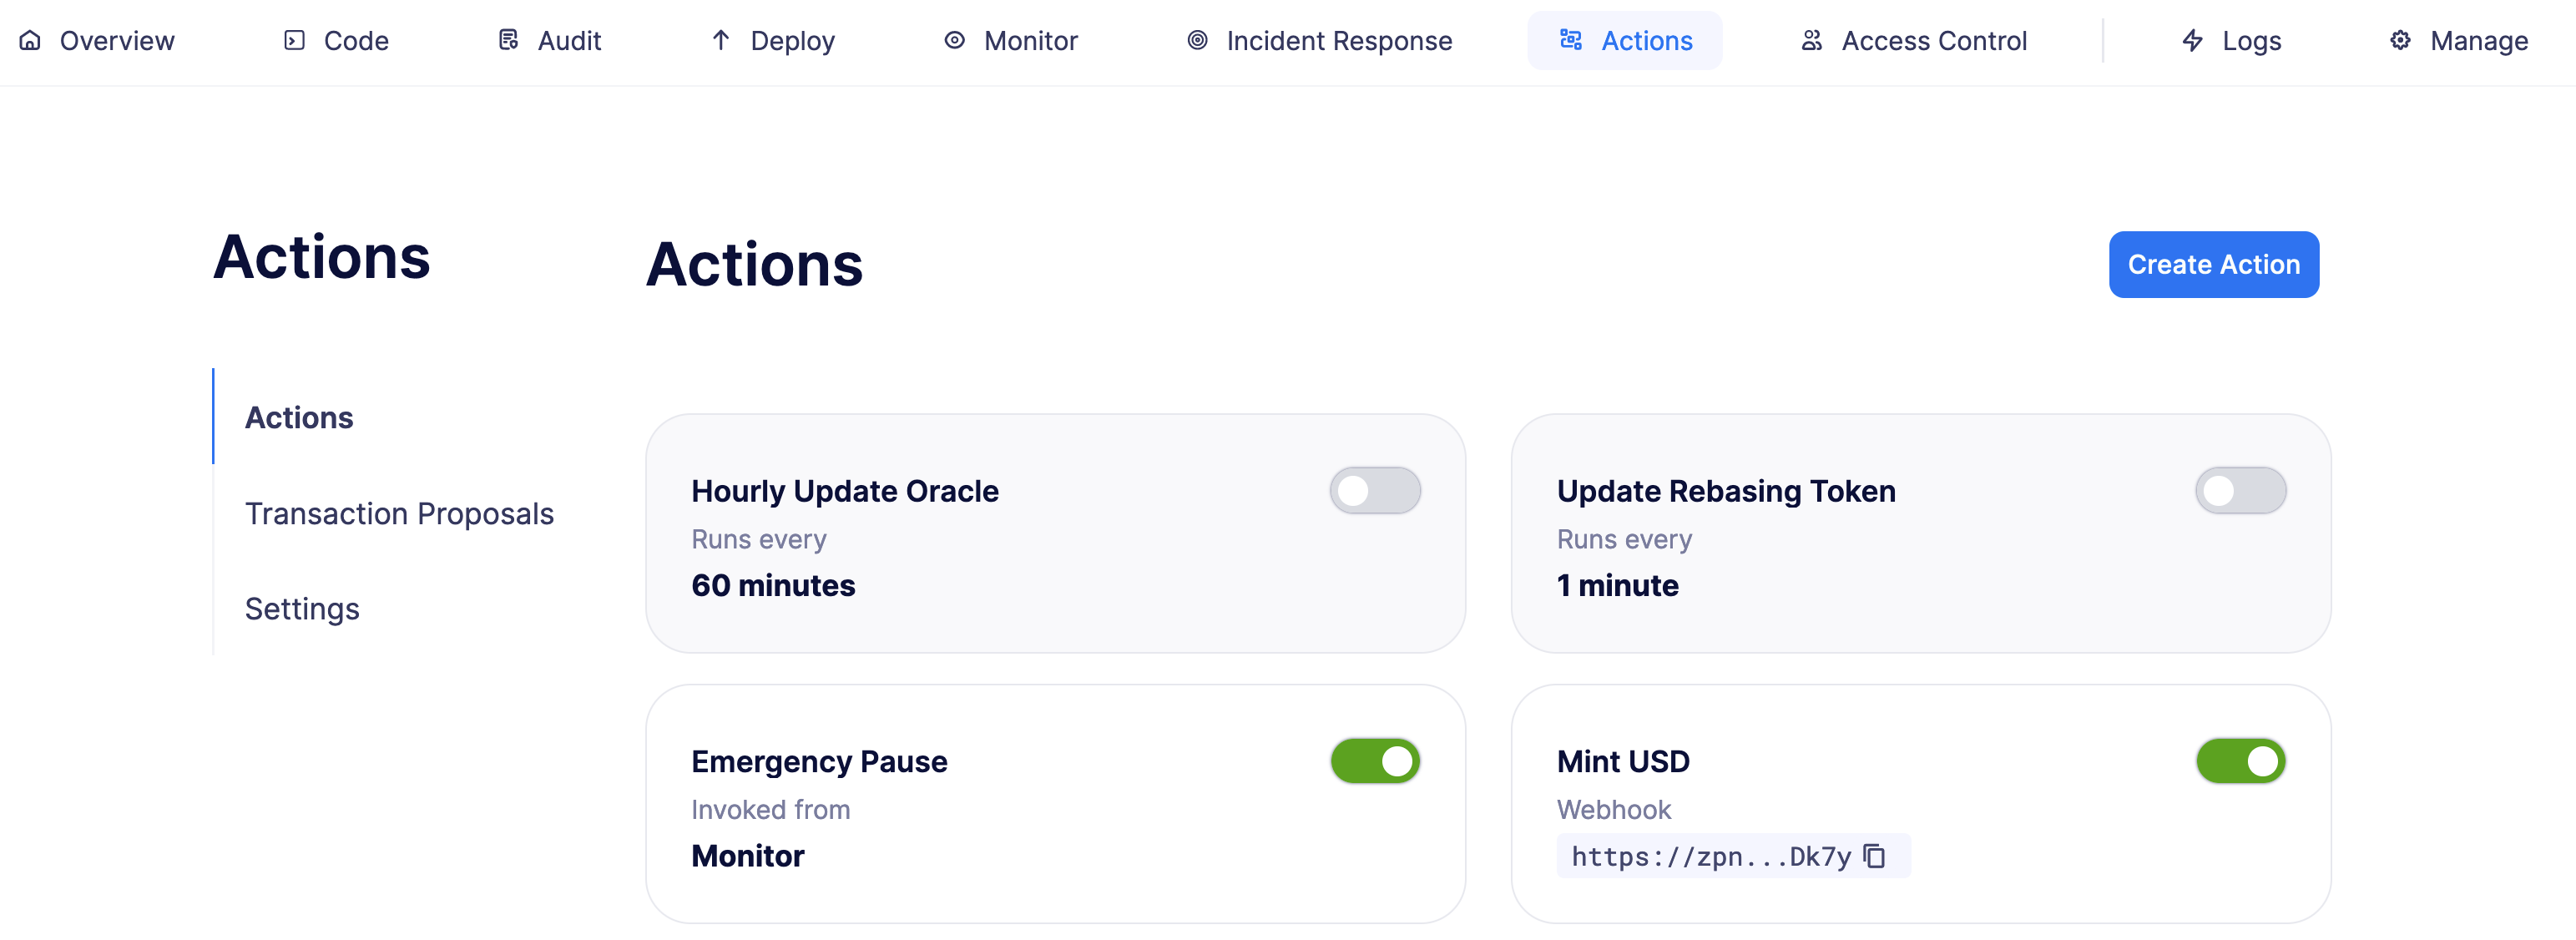 Overview Code Audit Deploy Monitor Incident Response Actions Access Control Logs Manage
Actions
Actions
Transaction Proposals
Settings
Actions
Create Action
Hourly Update Oracle
Runs every
60 minutes
Update Rebasing Token
Runs every
1 minute
Emergency Pause
Invoked from
Monitor
Mint USD
Webhook
https://zpn...Dk7y